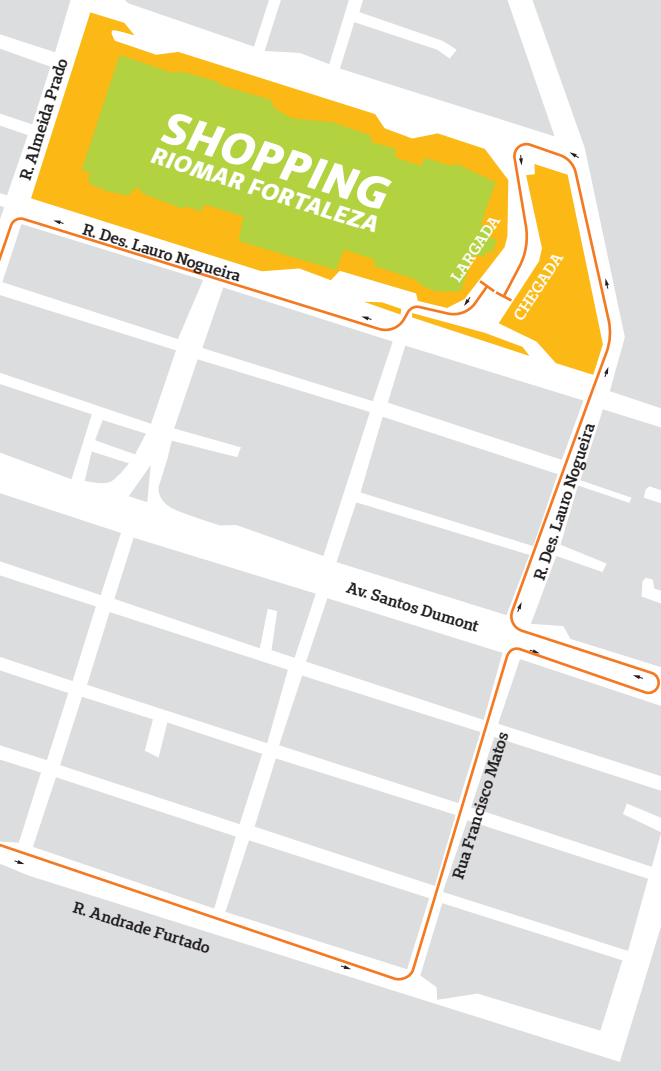 R. Almeida Prado
SHOPPING
RIOMAR FORTALEZA
R. Des. Lauro Nogueira
LARGADA
CHEGADA
R. Des. Lauro Nogueira
Av. Santos Dumont
Rua Francisco Matos
R. Andrade Furtado